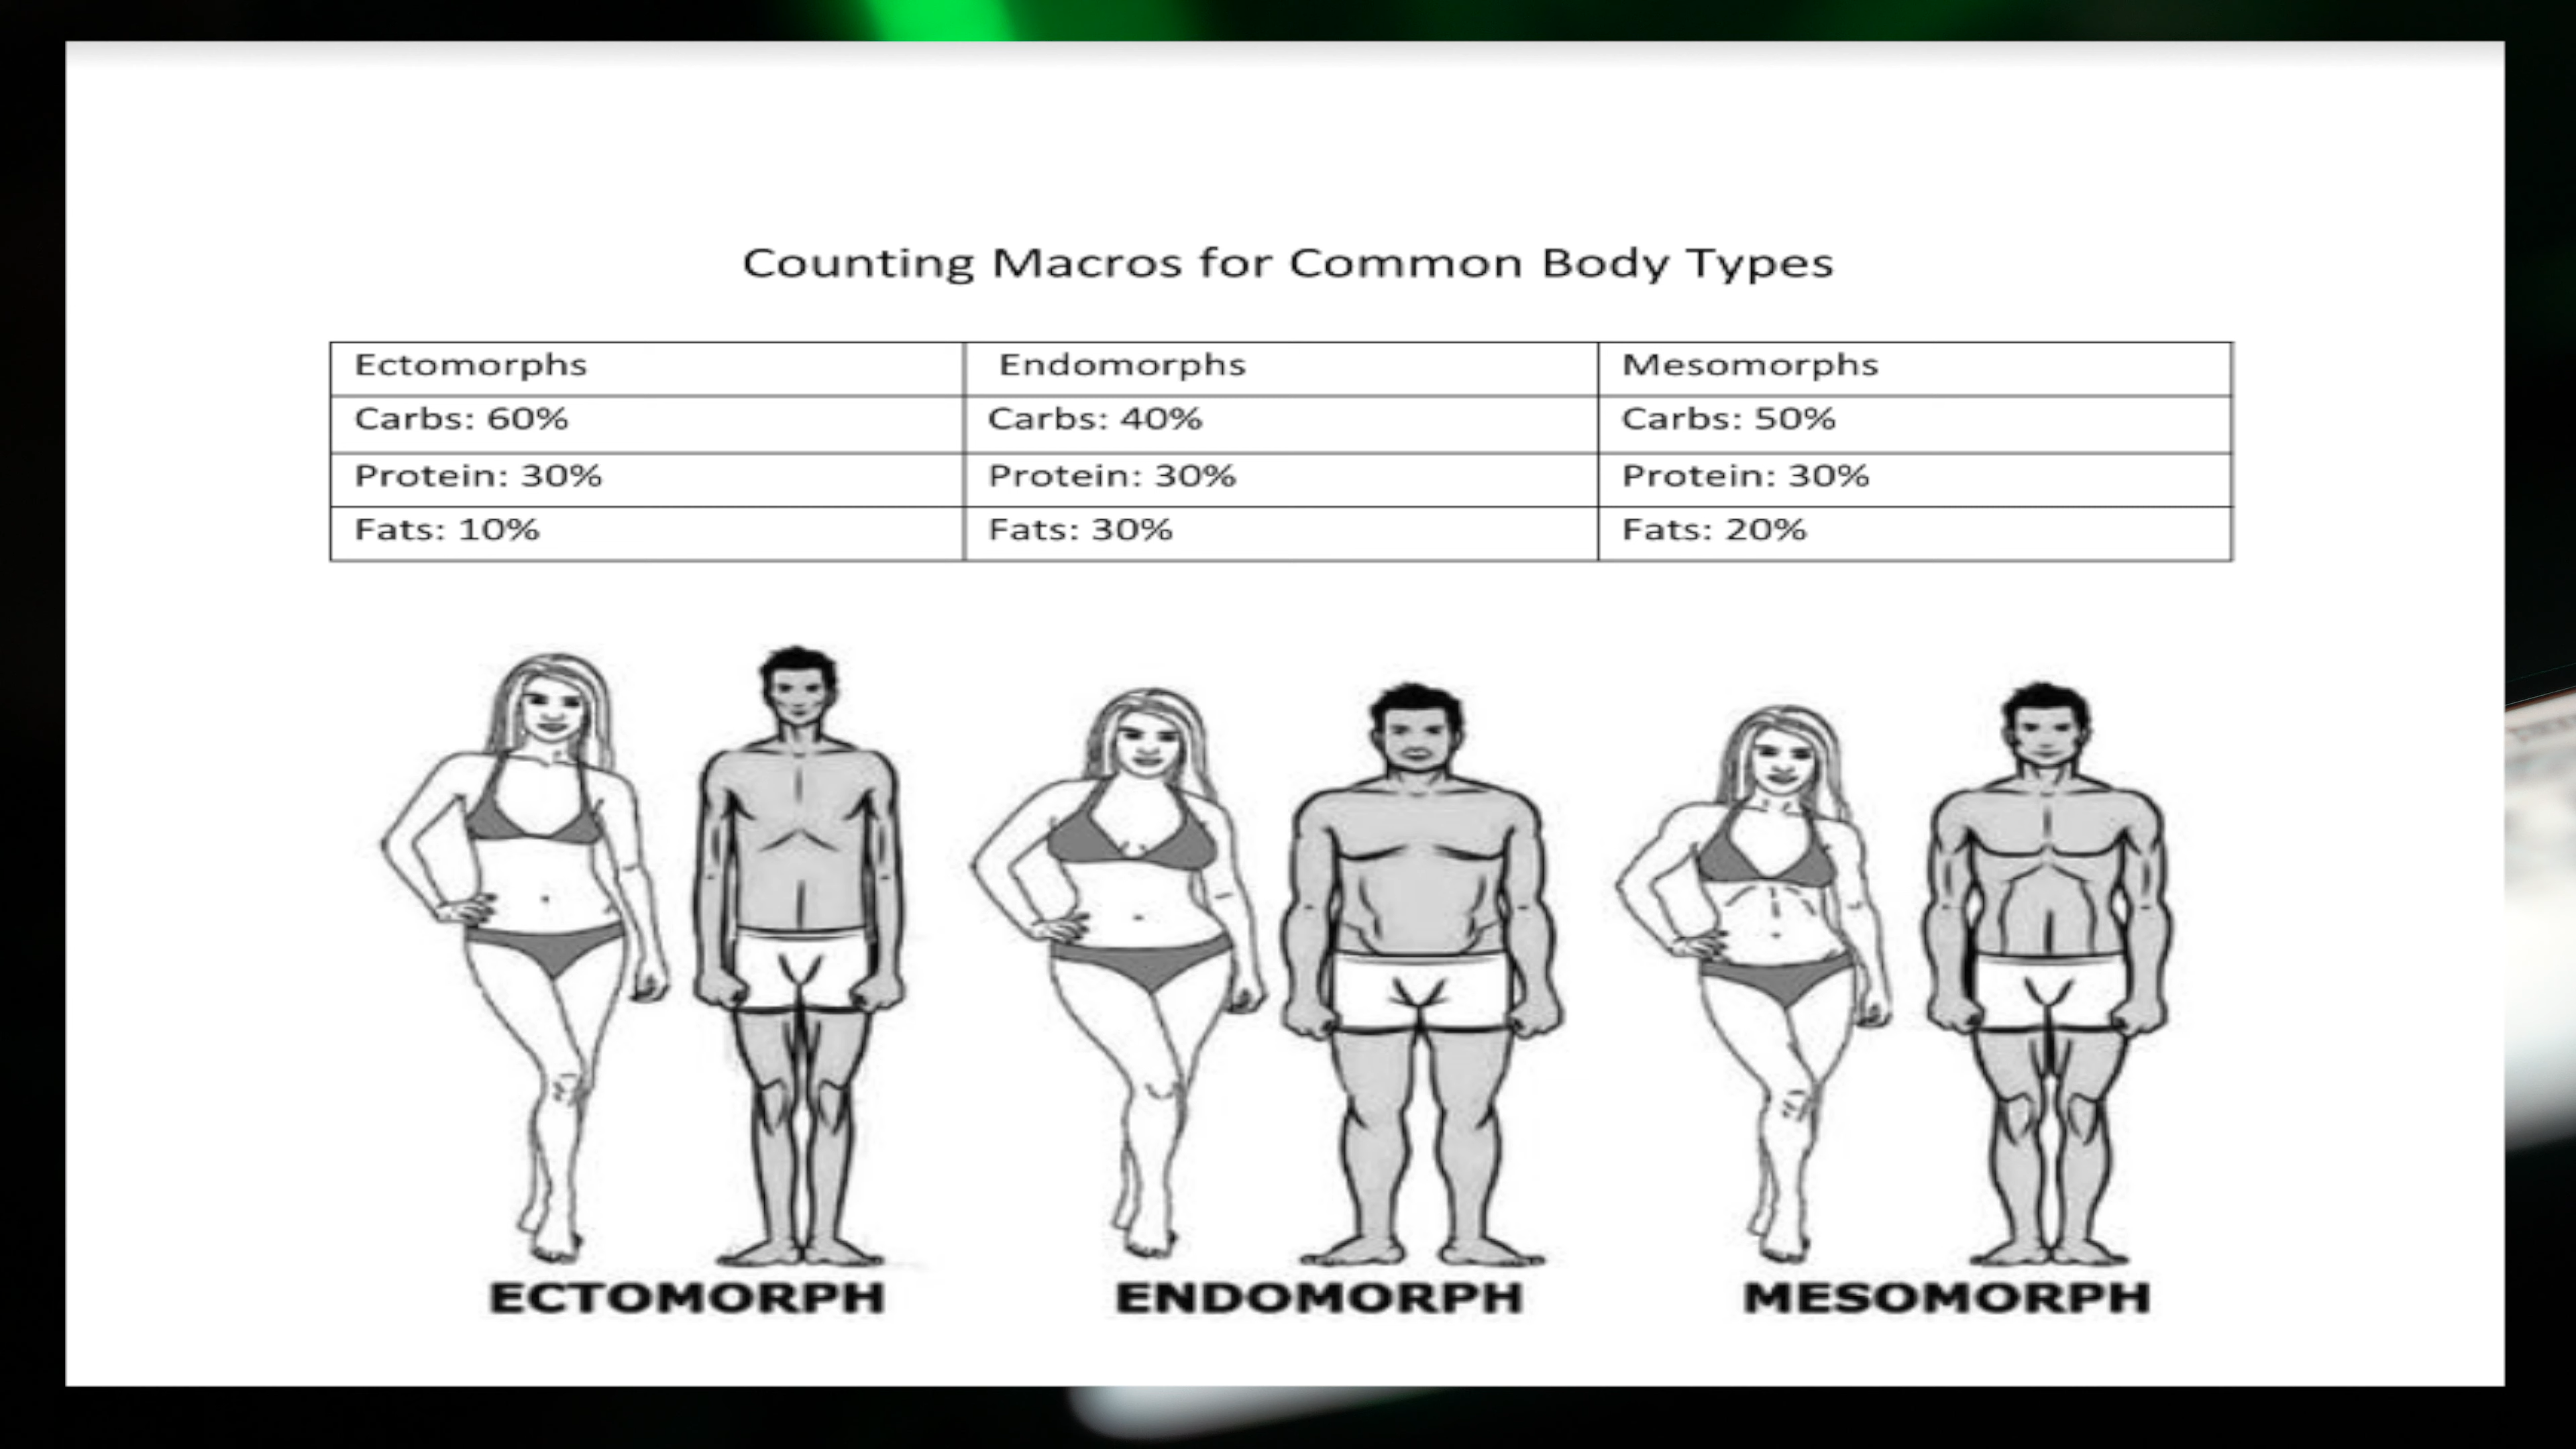 Counting Macros for Common Body Types
Ectomorphs Endomorphs Mesomorphs
Carbs: 60% Carbs: 40% Carbs: 50%
Protein: 30% Protein: 30% Protein: 30%
Fats: 10% Fats: 30% Fats: 20%
ECTOMORPH ENDOMORPH MESOMORPH